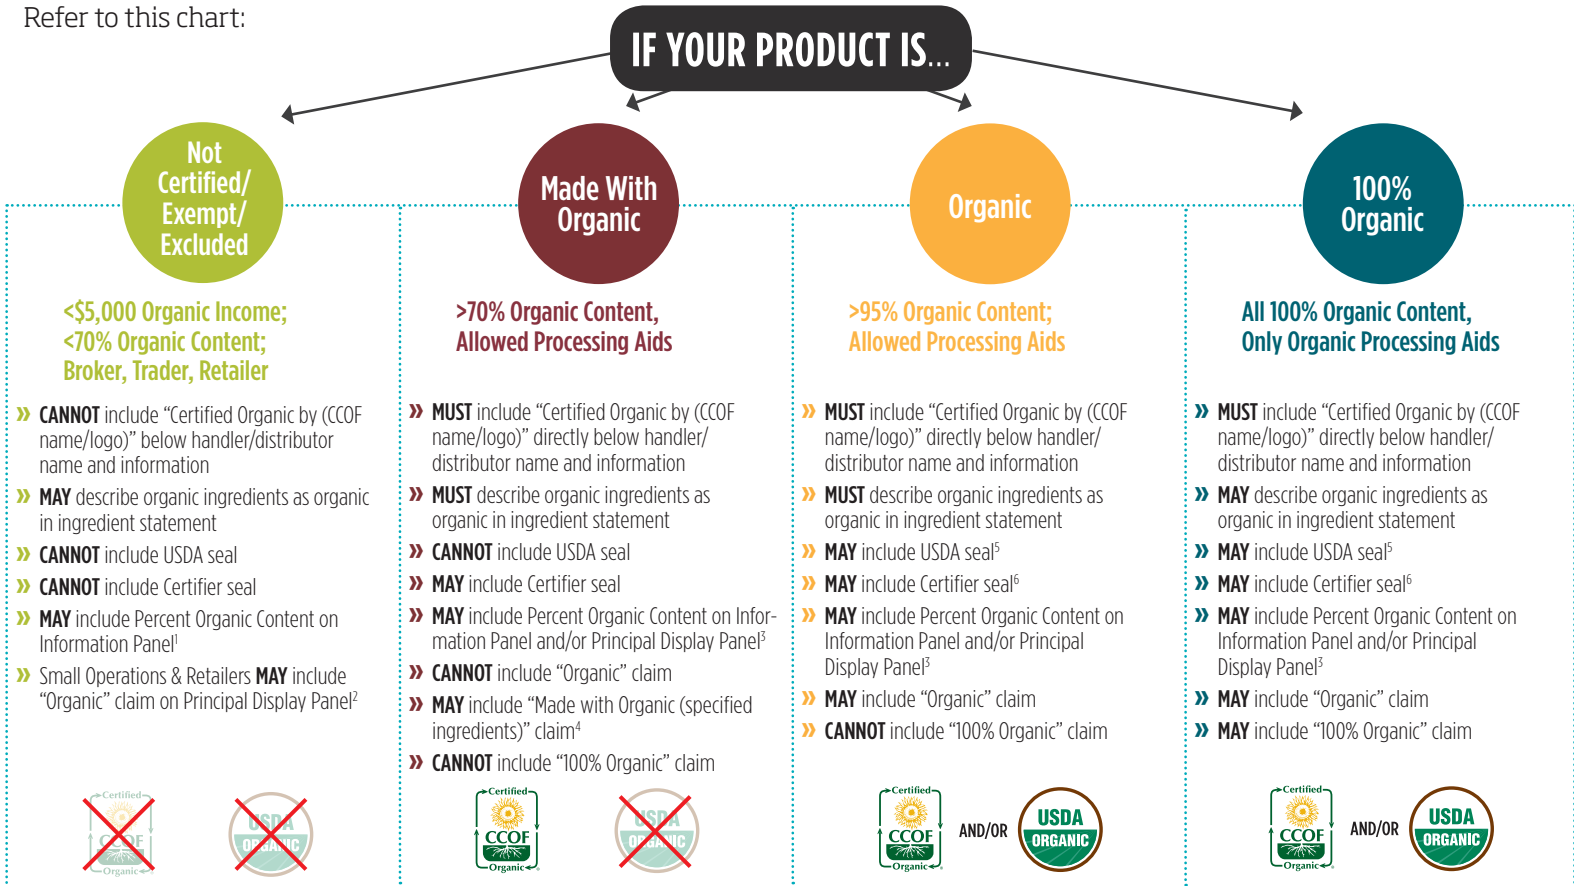 Refer to this chart:
IF YOUR PRODUCT IS...
Not
Certified/
Exempt/
Excluded
<$5,000 Organic Income;
<70% Organic Content;
Broker, Trader, Retailer
» CANNOT include “Certified Organic by (CCOF
name/logo)” below handler/distributor
name and information
» MAY describe organic ingredients as organic
in ingredient statement
» CANNOT include USDA seal
» CANNOT include Certifier seal
» MAY include Percent Organic Content on
Information Panel¹
» Small Operations & Retailers MAY include
“Organic” claim on Principal Display Panel²
Certified
CCOF
Organic
USDA
ORGANIC
Made With
Organic
>70% Organic Content,
Allowed Processing Aids
» MUST include “Certified Organic by (CCOF
name/logo)” directly below handler/
distributor name and information
» MUST describe organic ingredients as
organic in ingredient statement
» CANNOT include USDA seal
» MAY include Certifier seal
» MAY include Percent Organic Content on Infor-
mation Panel and/or Principal Display Panel³
» CANNOT include “Organic” claim
» MAY include “Made with Organic (specified
ingredients)” claim⁴
» CANNOT include “100% Organic” claim
Certified
CCOF
Organic
USDA
ORGANIC
Organic
>95% Organic Content;
Allowed Processing Aids
» MUST include “Certified Organic by (CCOF
name/logo)” directly below handler/
distributor name and information
» MUST describe organic ingredients as
organic in ingredient statement
» MAY include USDA seal⁵
» MAY include Certifier seal⁶
» MAY include Percent Organic Content on
Information Panel and/or Principal
Display Panel³
» MAY include “Organic” claim
» CANNOT include “100% Organic” claim
Certified
CCOF
Organic
AND/OR
USDA
ORGANIC
100%
Organic
All 100% Organic Content,
Only Organic Processing Aids
» MUST include “Certified Organic by (CCOF
name/logo)” directly below handler/
distributor name and information
» MAY describe organic ingredients as
organic in ingredient statement
» MAY include USDA seal⁵
» MAY include Certifier seal⁶
» MAY include Percent Organic Content on
Information Panel and/or Principal
Display Panel³
» MAY include “Organic” claim
» MAY include “100% Organic” claim
Certified
CCOF
Organic
AND/OR
USDA
ORGANIC